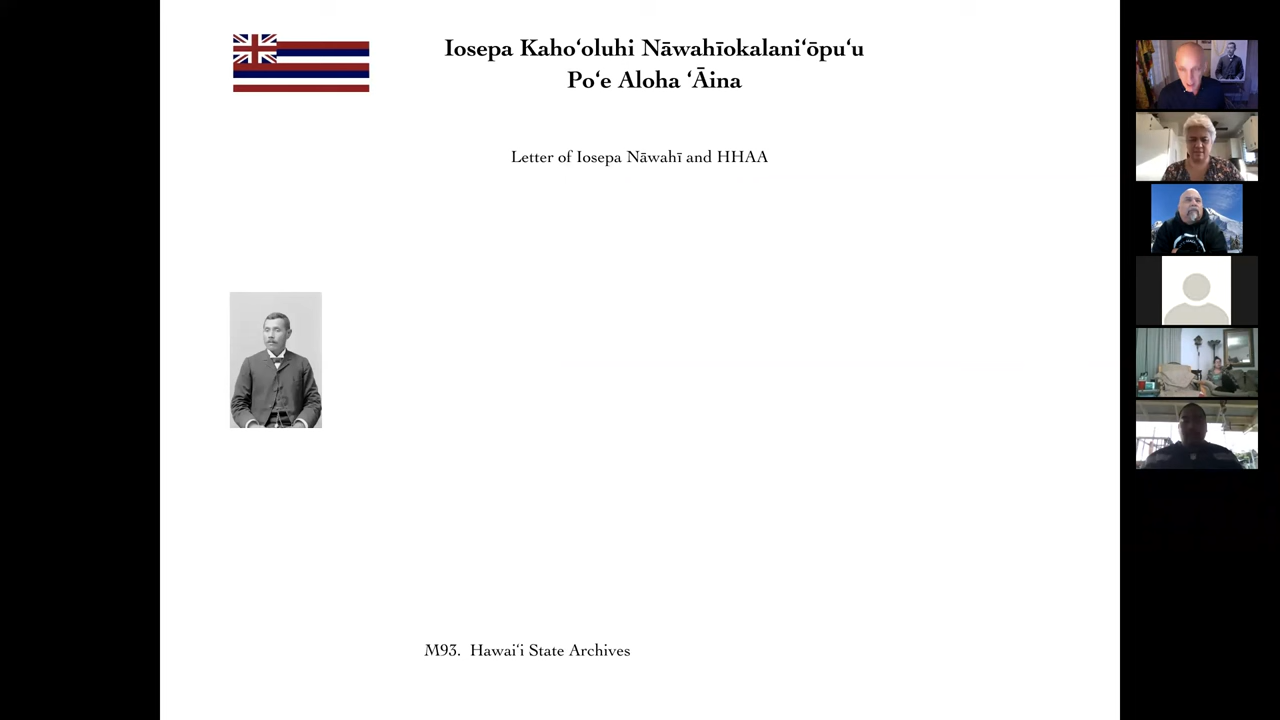 Iosepa Kahoʻoluhi Nāwahīokalaniʻōpuʻu
Poʻe Aloha ʻĀina
Letter of Iosepa Nāwahī and HHAA
M93. Hawaiʻi State Archives